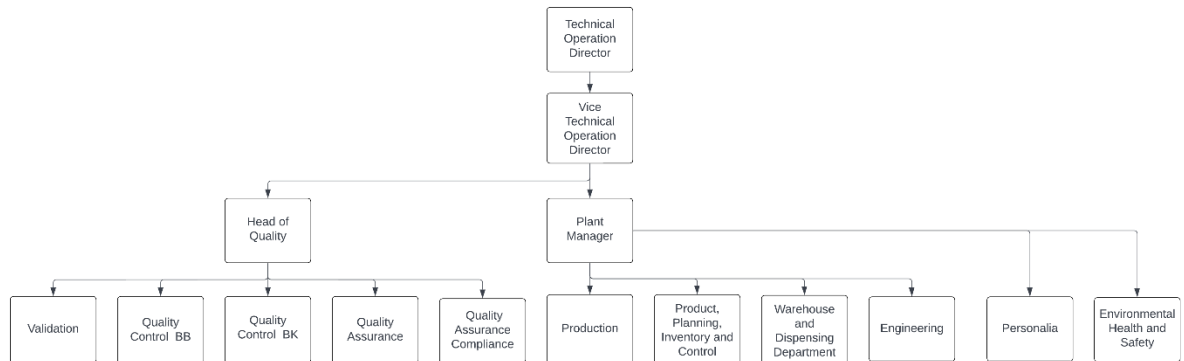 Technical
Operation
Director
Vice
Technical
Operation
Director
Head of
Quality
Plant
Manager
Validation
Quality
Control BB
Quality
Control BK
Quality
Assurance
Quality
Assurance
Compliance
Production
Product,
Planning,
Inventory and
Control
Warehouse
and
Dispensing
Department
Engineering
Personalia
Environmental
Health and
Safety